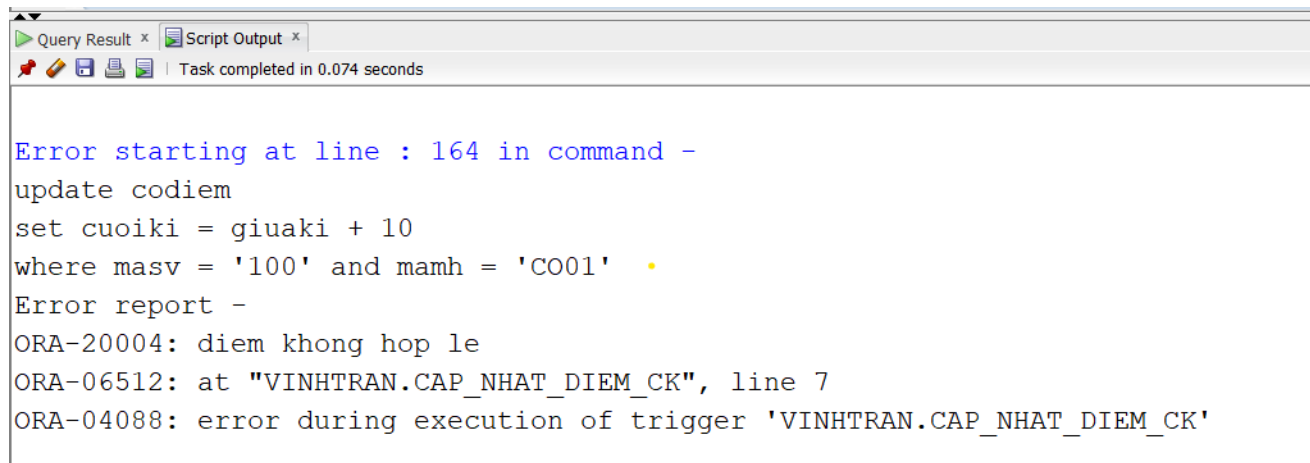 Query Result x Script Output x
Task completed in 0.074 seconds
Error starting at line : 164 in command -
update codiem
set cuoiki = giuaki + 10
where masv = '100' and mamh = 'CO01'
Error report -
ORA-20004: diem khong hop le
ORA-06512: at "VINHTRAN.CAP_NHAT_DIEM_CK", line 7
ORA-04088: error during execution of trigger 'VINHTRAN.CAP_NHAT_DIEM_CK'